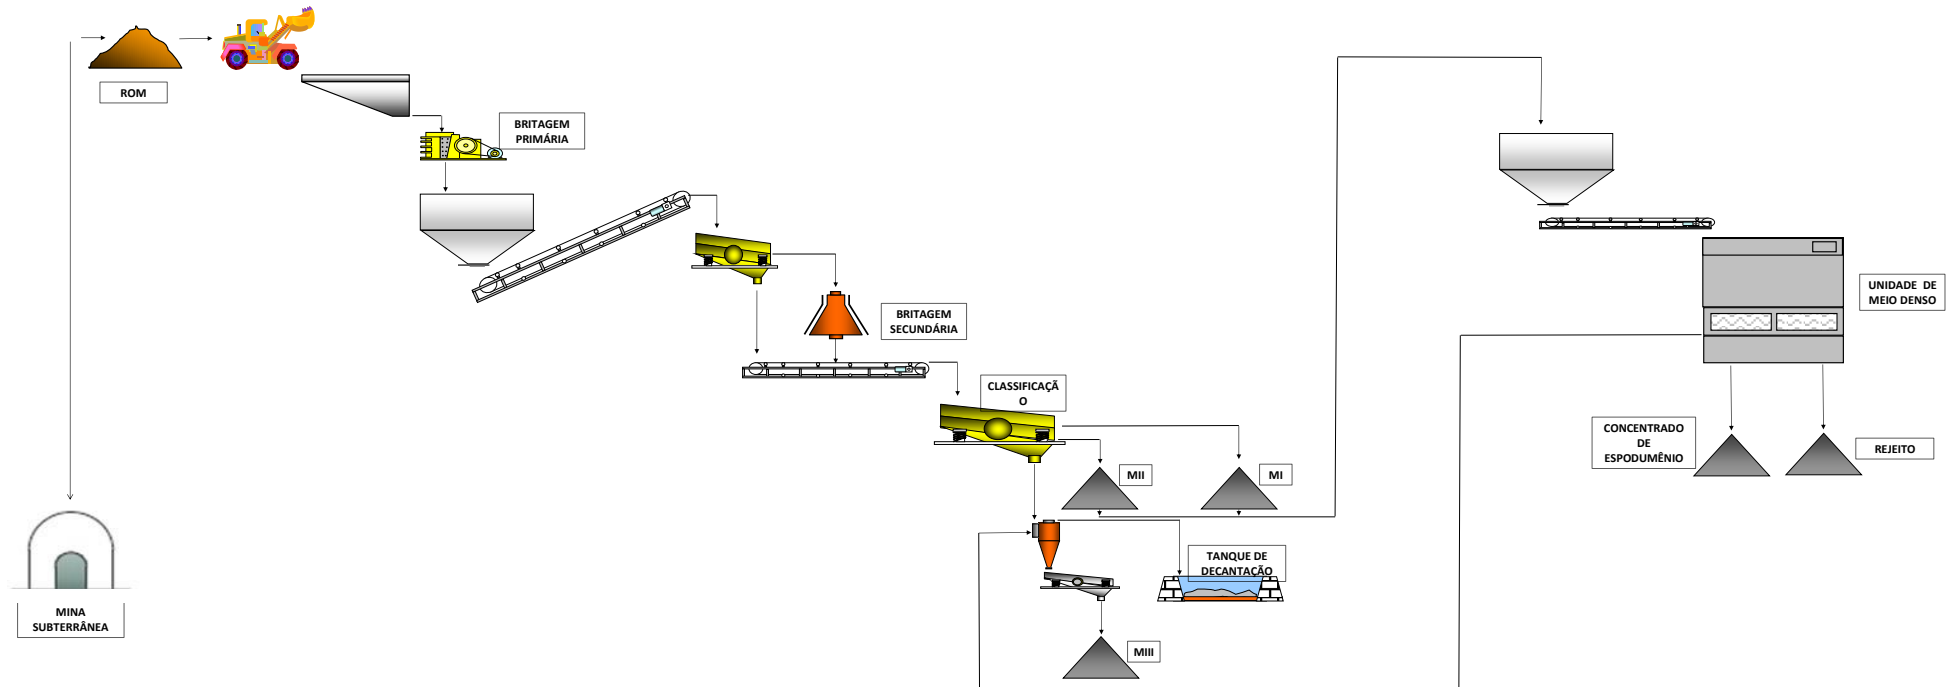 ROM
BRITAGEM
PRIMÁRIA
BRITAGEM
SECUNDÁRIA
CLASSIFICAÇÃ
O
MII
MI
TANQUE DE
DECANTAÇÃO
MIII
MINA
SUBTERRÂNEA
UNIDADE DE
MEIO DENSO
CONCENTRADO
DE
ESPODUMÊNIO
REJEITO